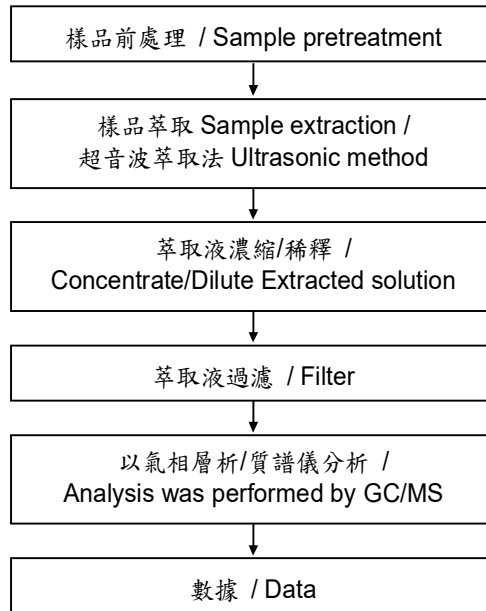 樣品前處理 / Sample pretreatment
樣品萃取 Sample extraction /
超音波萃取法 Ultrasonic method
萃取液濃縮/稀釋 /
Concentrate/Dilute Extracted solution
萃取液過濾 / Filter
以氣相層析/質譜儀分析 /
Analysis was performed by GC/MS
數據 / Data